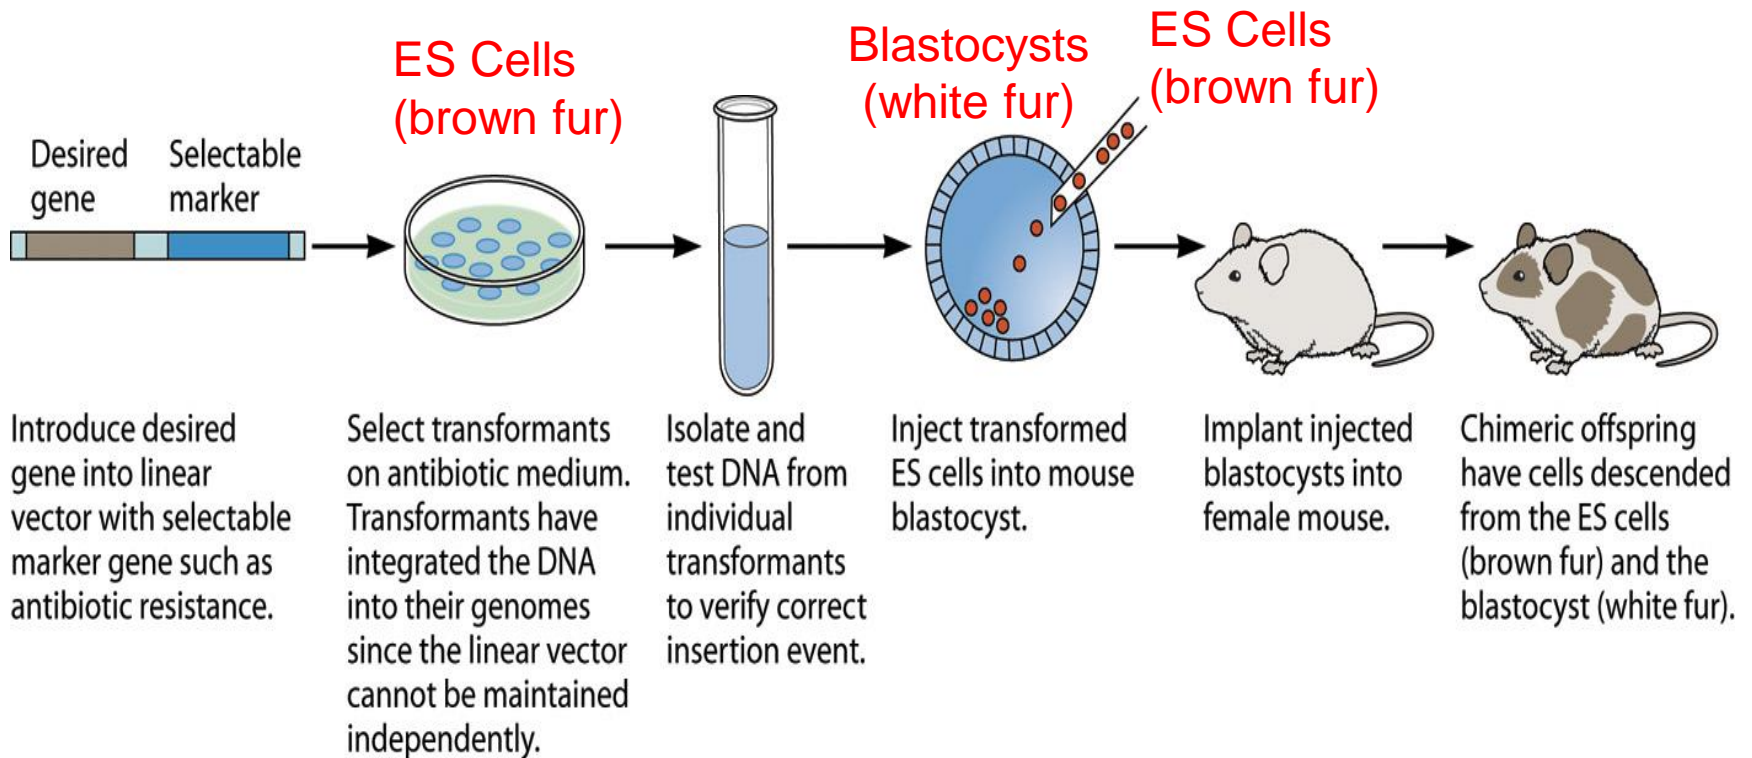 ES Cells
(brown fur)
Blastocysts
(white fur)
ES Cells
(brown fur)
Desired
gene
Selectable
marker
Introduce desired
gene into linear
vector with selectable
marker gene such as
antibiotic resistance.
Select transformants
on antibiotic medium.
Transformants have
integrated the DNA
into their genomes
since the linear vector
cannot be maintained
independently.
Isolate and
test DNA from
individual
transformants
to verify correct
insertion event.
Inject transformed
ES cells into mouse
blastocyst.
Implant injected
blastocysts into
female mouse.
Chimeric offspring
have cells descended
from the ES cells
(brown fur) and the
blastocyst (white fur).